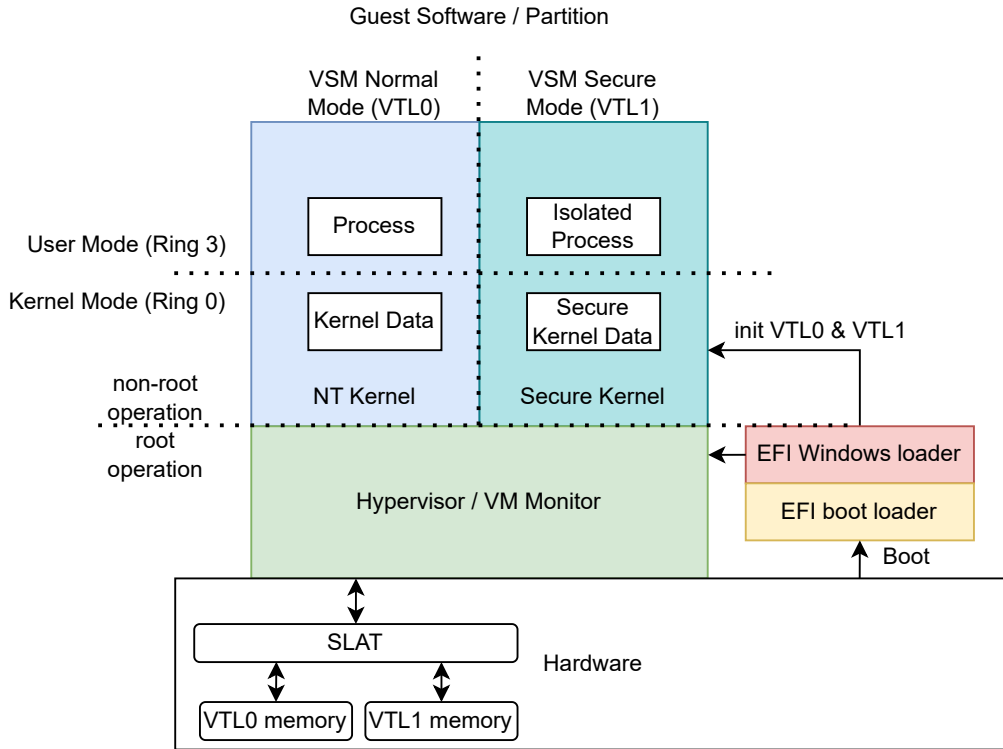 Guest Software / Partition
VSM Normal
Mode (VTL0)
VSM Secure
Mode (VTL1)
Process
Isolated
Process
User Mode (Ring 3)
Kernel Mode (Ring 0)
Kernel Data
Secure
Kernel Data
init VTL0 & VTL1
non-root
operation
NT Kernel
Secure Kernel
root
operation
EFI Windows loader
Hypervisor / VM Monitor
EFI boot loader
Boot
SLAT
Hardware
VTL0 memory
VTL1 memory